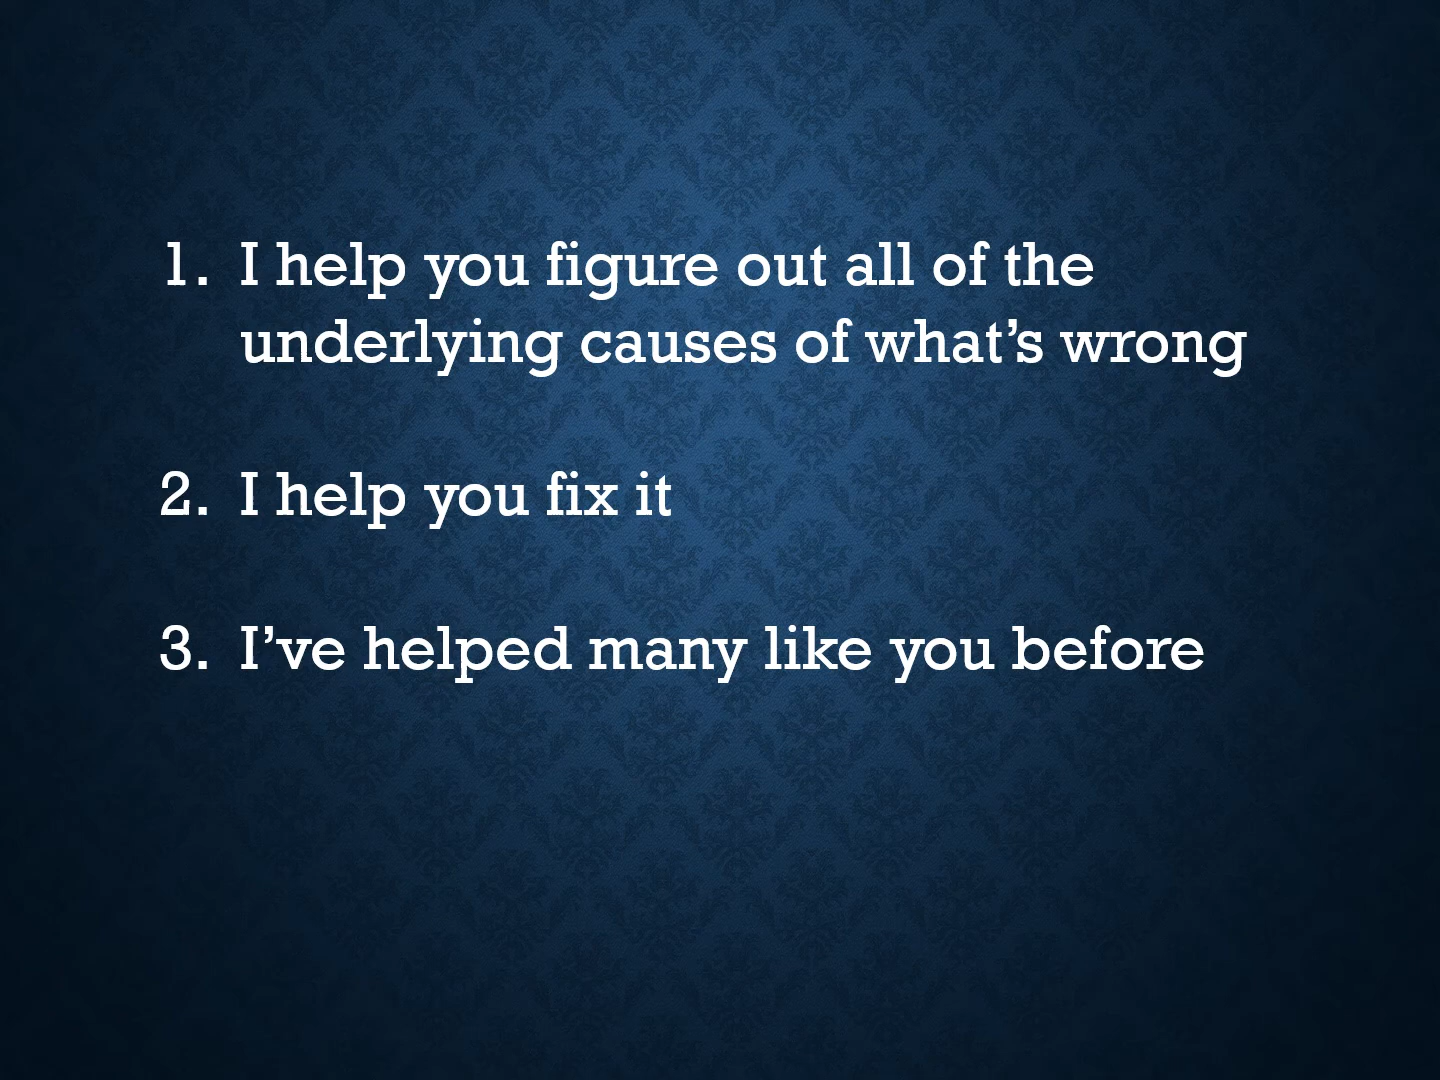 1. I help you figure out all of the
underlying causes of what’s wrong
2. I help you fix it
3. I’ve helped many like you before